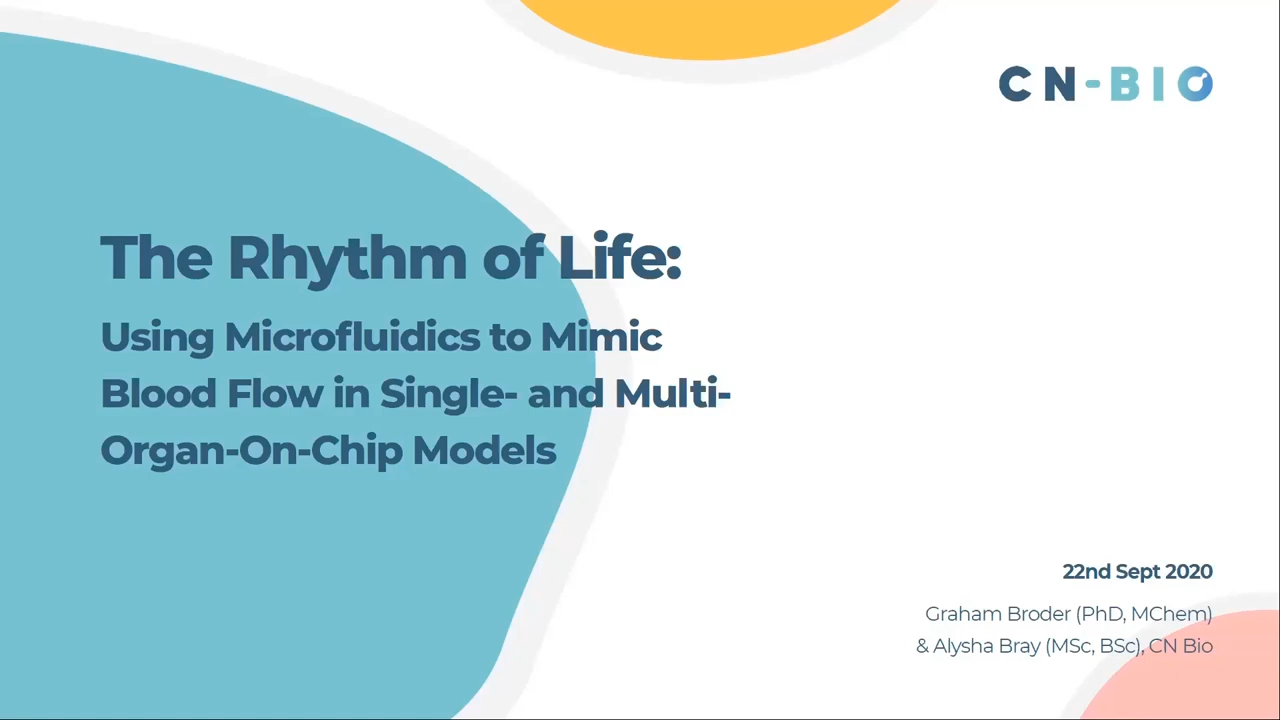 CN-BIO
The Rhythm of Life:
Using Microfluidics to Mimic
Blood Flow in Single- and Multi-
Organ-On-Chip Models
22nd Sept 2020
Graham Broder (PhD, MChem)
& Alysha Bray (MSc, BSc), CN Bio